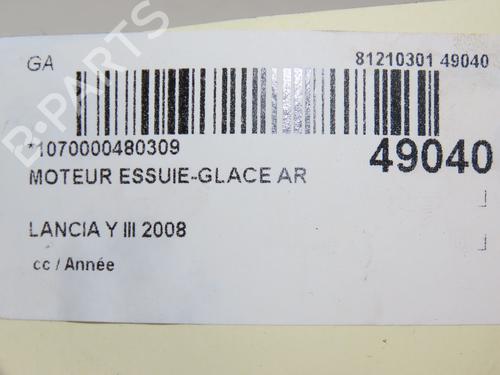 GA
81210301 49040
*1070000480309
49040
MOTEUR ESSUIE-GLACE AR
LANCIA Y III 2008
cc / Année
B-PARTS